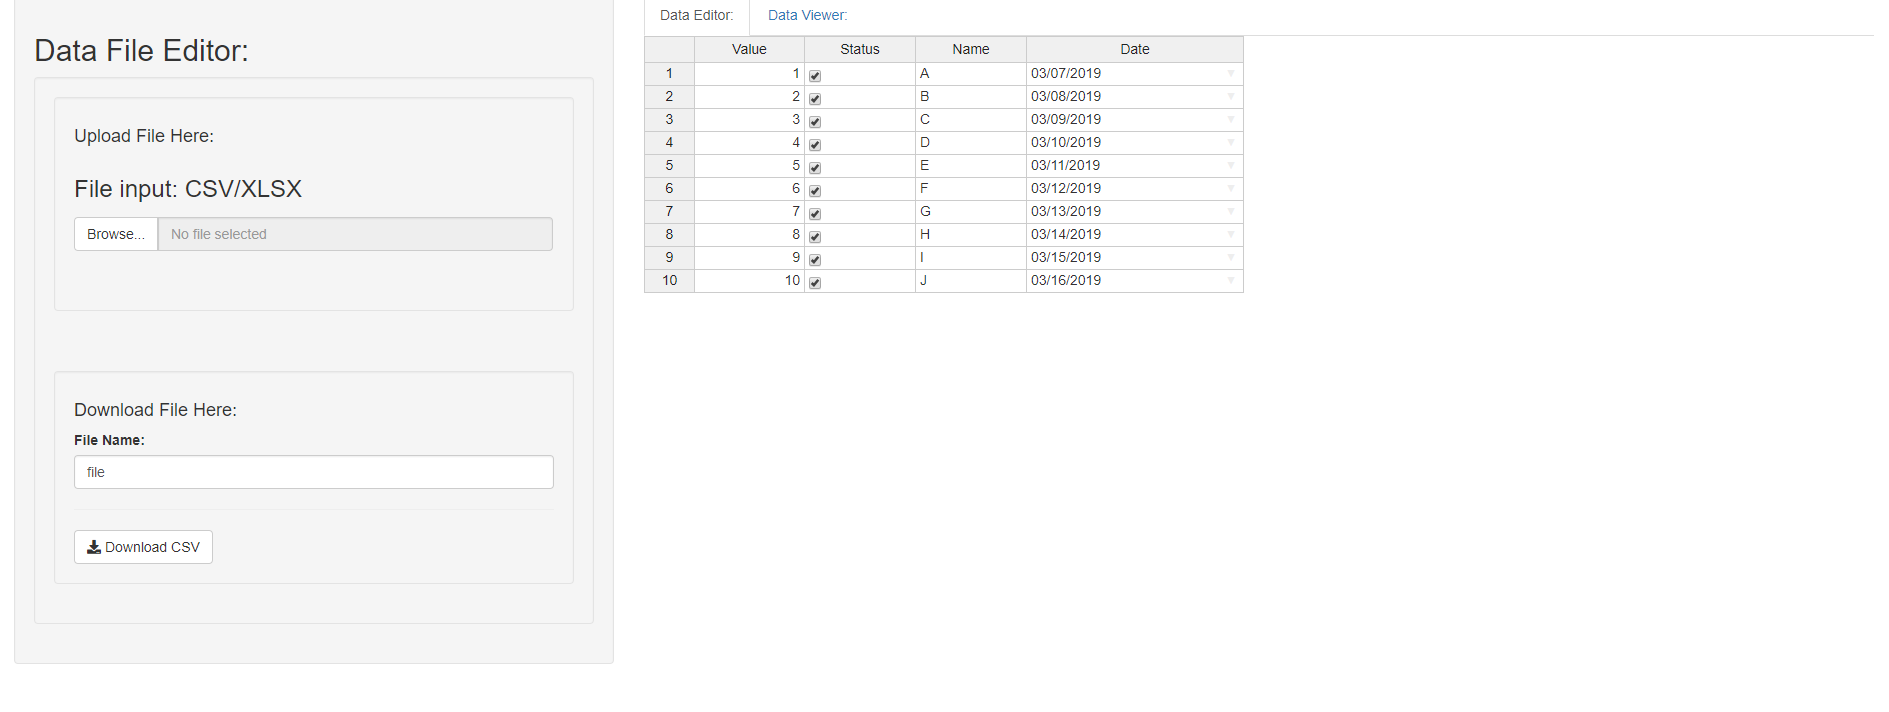 Data File Editor:
Upload File Here:
File input: CSV/XLSX
Browse... No file selected
Download File Here:
File Name:
file
Download CSV
Data Editor: Data Viewer:
Value Status Name Date
1 1 A 03/07/2019
2 2 B 03/08/2019
3 3 C 03/09/2019
4 4 D 03/10/2019
5 5 E 03/11/2019
6 6 F 03/12/2019
7 7 G 03/13/2019
8 8 H 03/14/2019
9 9 I 03/15/2019
10 10 J 03/16/2019